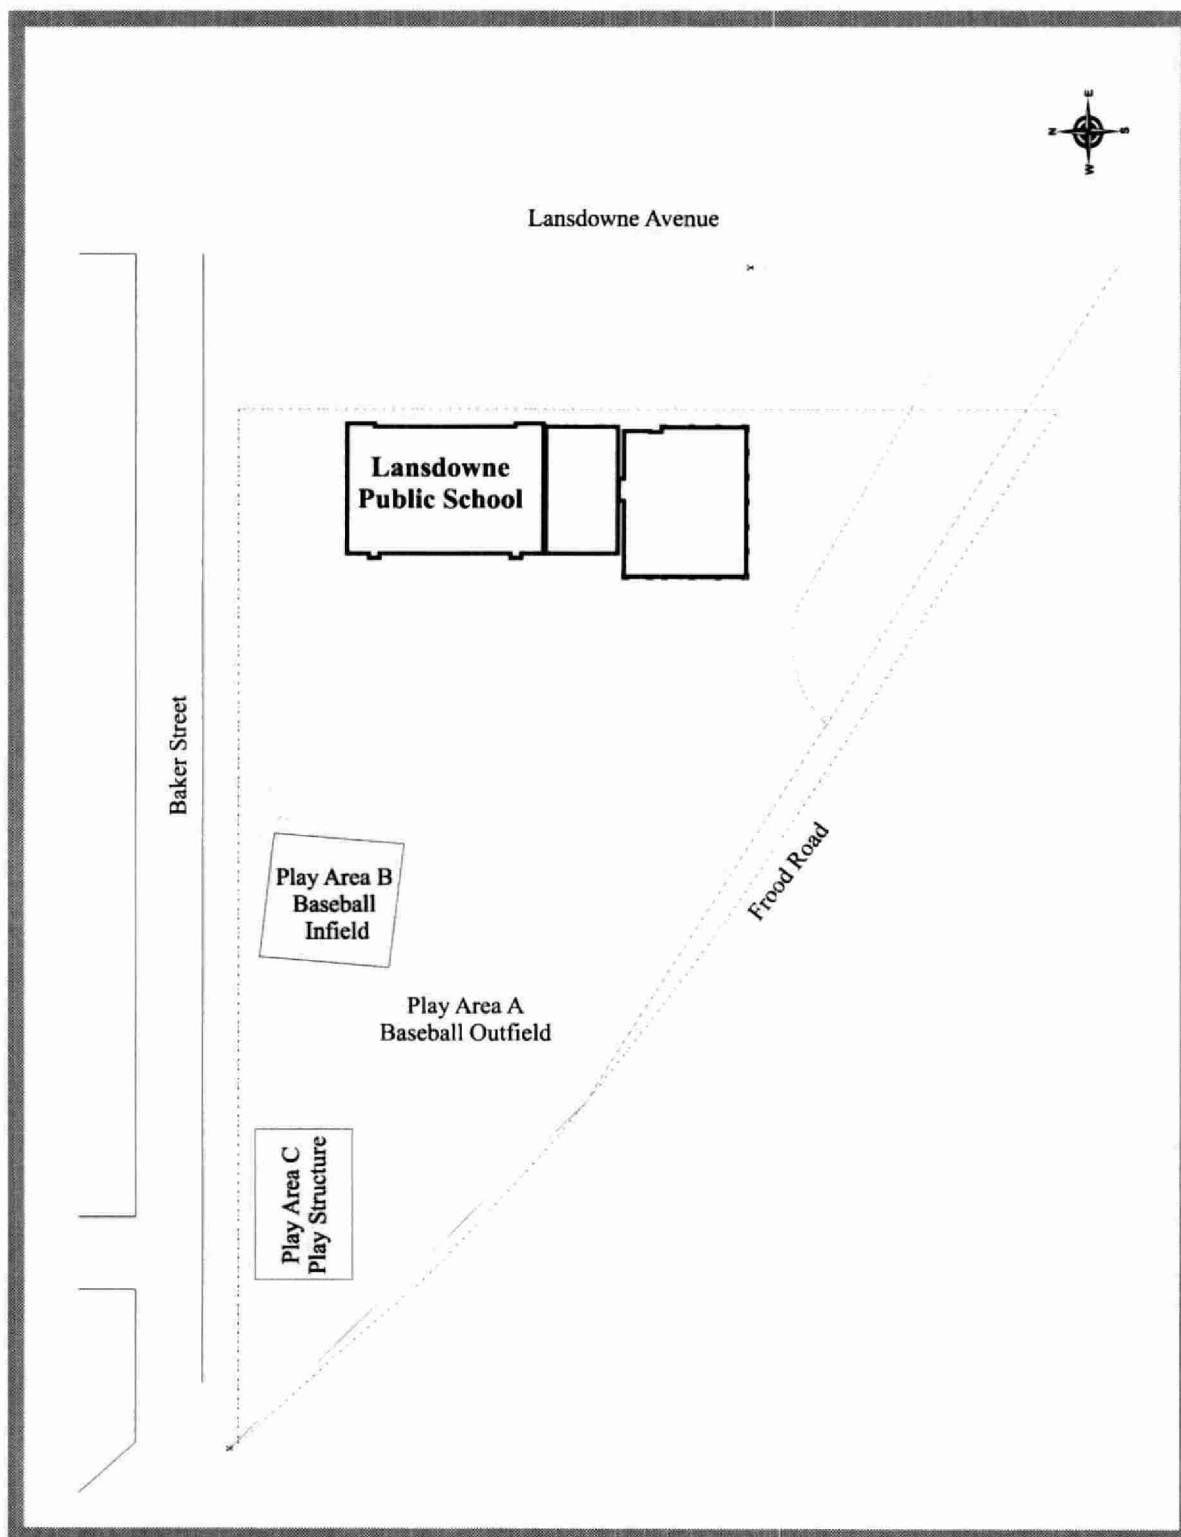 E
N
S
W
Lansdowne Avenue
x
Lansdowne
Public School
Baker Street
Frood Road
Play Area B
Baseball
Infield
Play Area A
Baseball Outfield
Play Area C
Play Structure
x